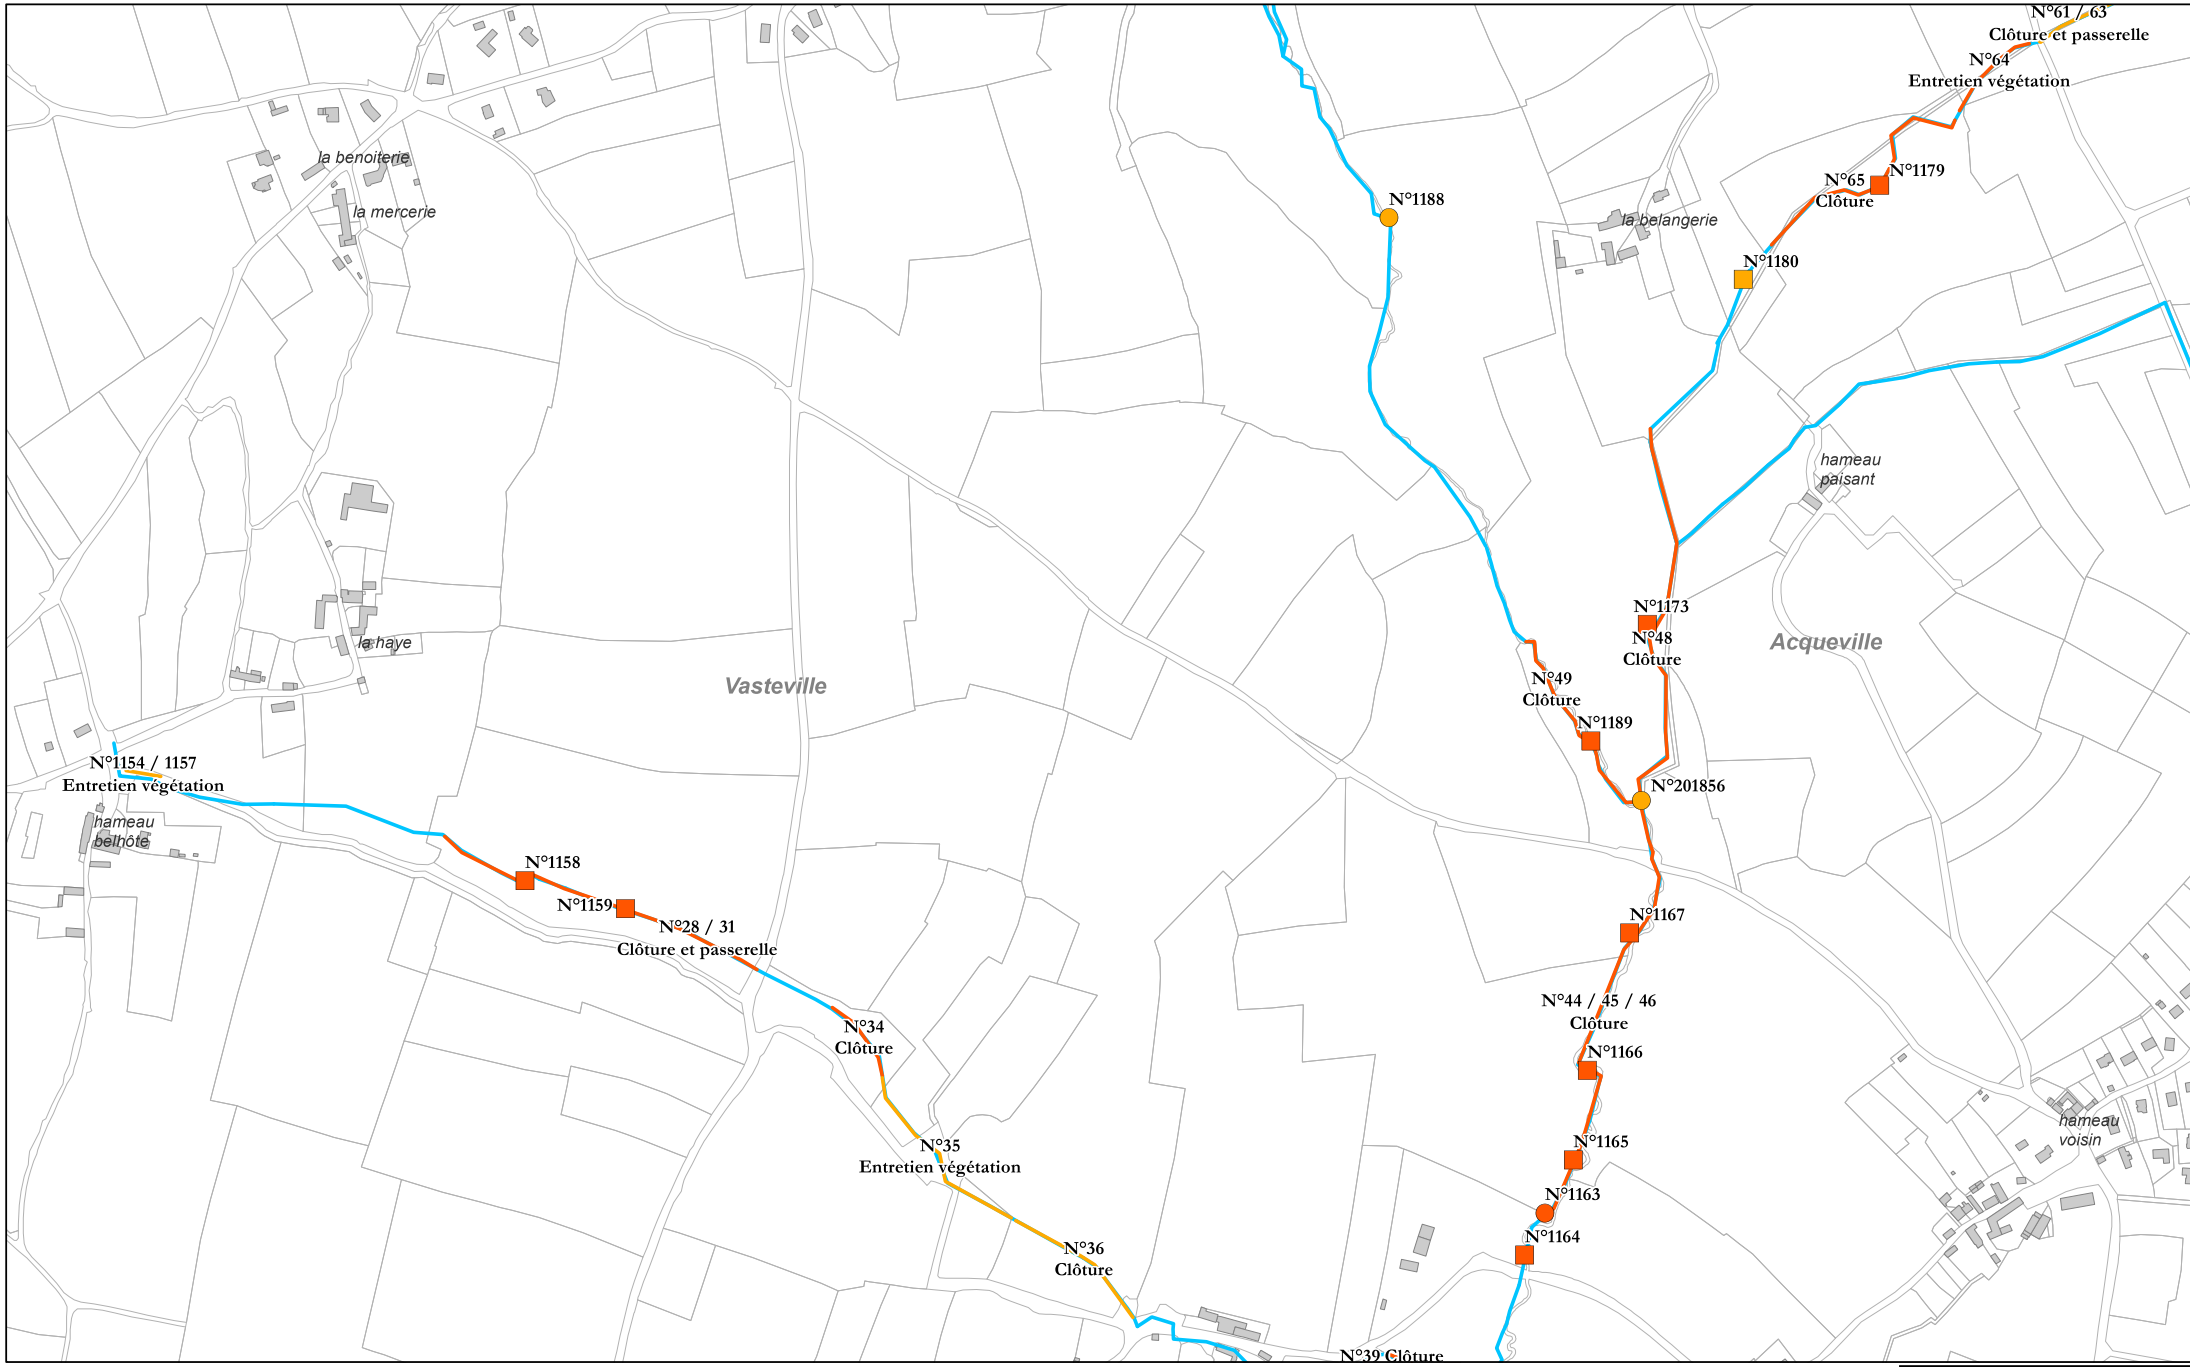 N°61 / 63
Clôture et passerelle
N°64
Entretien végétation
la benoiterie
N°1179
N°65
Clôture
la mercerie
N°1188
la belangerie
N°1180
hameau
paisant
N°1173
N°48
Clôture
la haye
Acqueville
Vasteville
N°49
Clôture
N°1189
N°1154 / 1157
Entretien végétation
N°201856
hameau
belhôte
N°1158
N°1159
N°28 / 31
Clôture et passerelle
N°1167
N°44 / 45 / 46
Clôture
N°34
Clôture
N°1166
hameau
voisin
N°35
Entretien végétation
N°1165
N°1163
N°1164
N°36
Clôture
N°39 Clôture